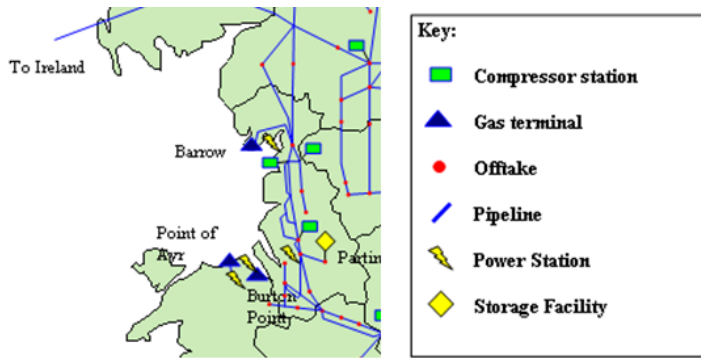 To Ireland
Barrow
Point of
Ayr
Partin
Burton
Point
Key:
Compressor station
Gas terminal
Offtake
Pipeline
Power Station
Storage Facility